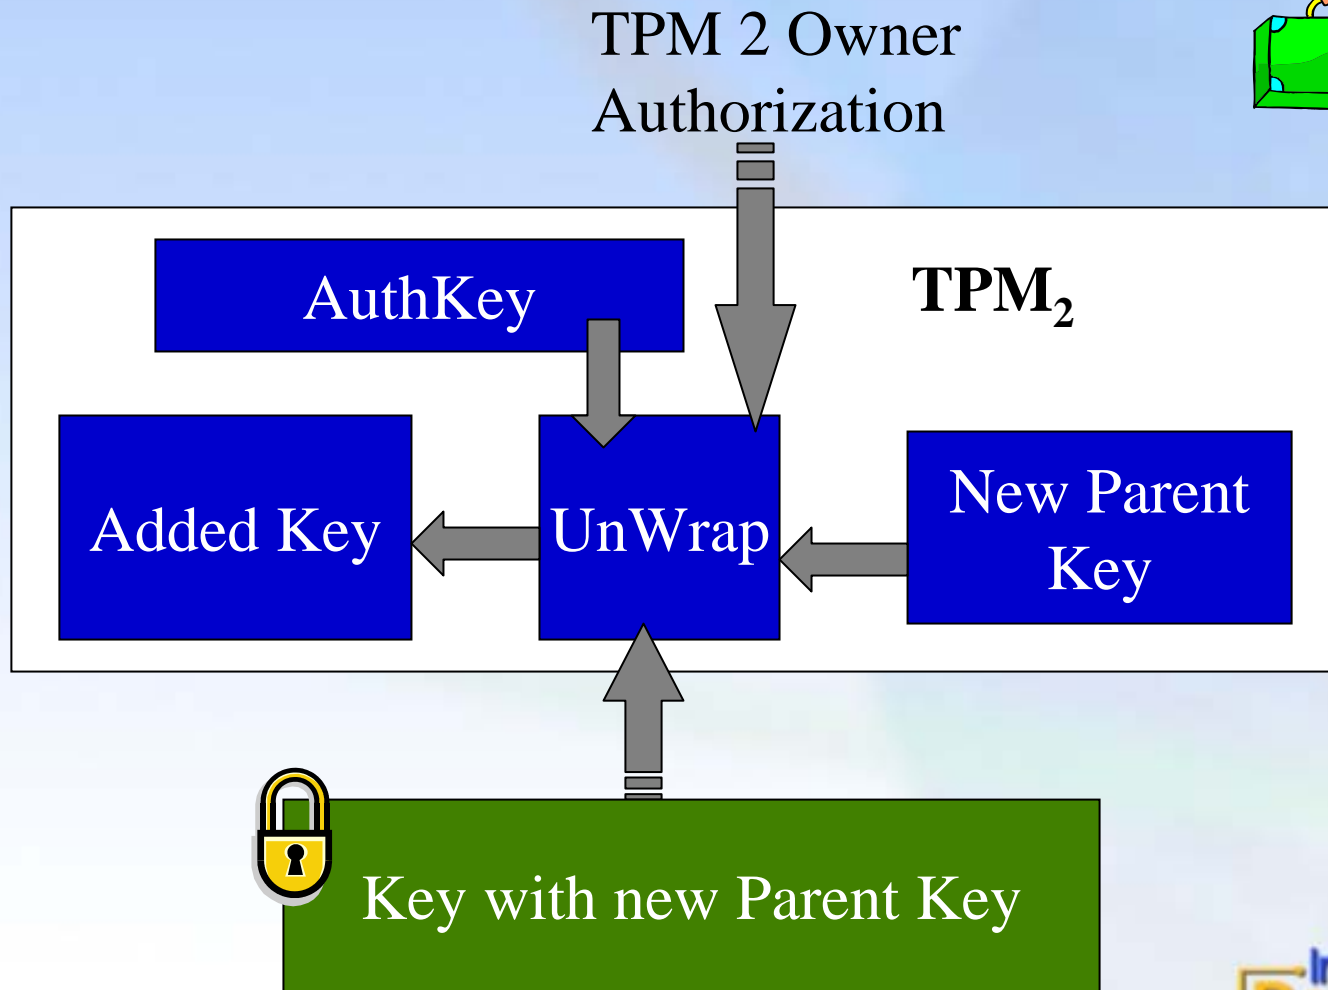 TPM 2 Owner
Authorization
AuthKey
TPM₂
Added Key
UnWrap
New Parent
Key
Key with new Parent Key